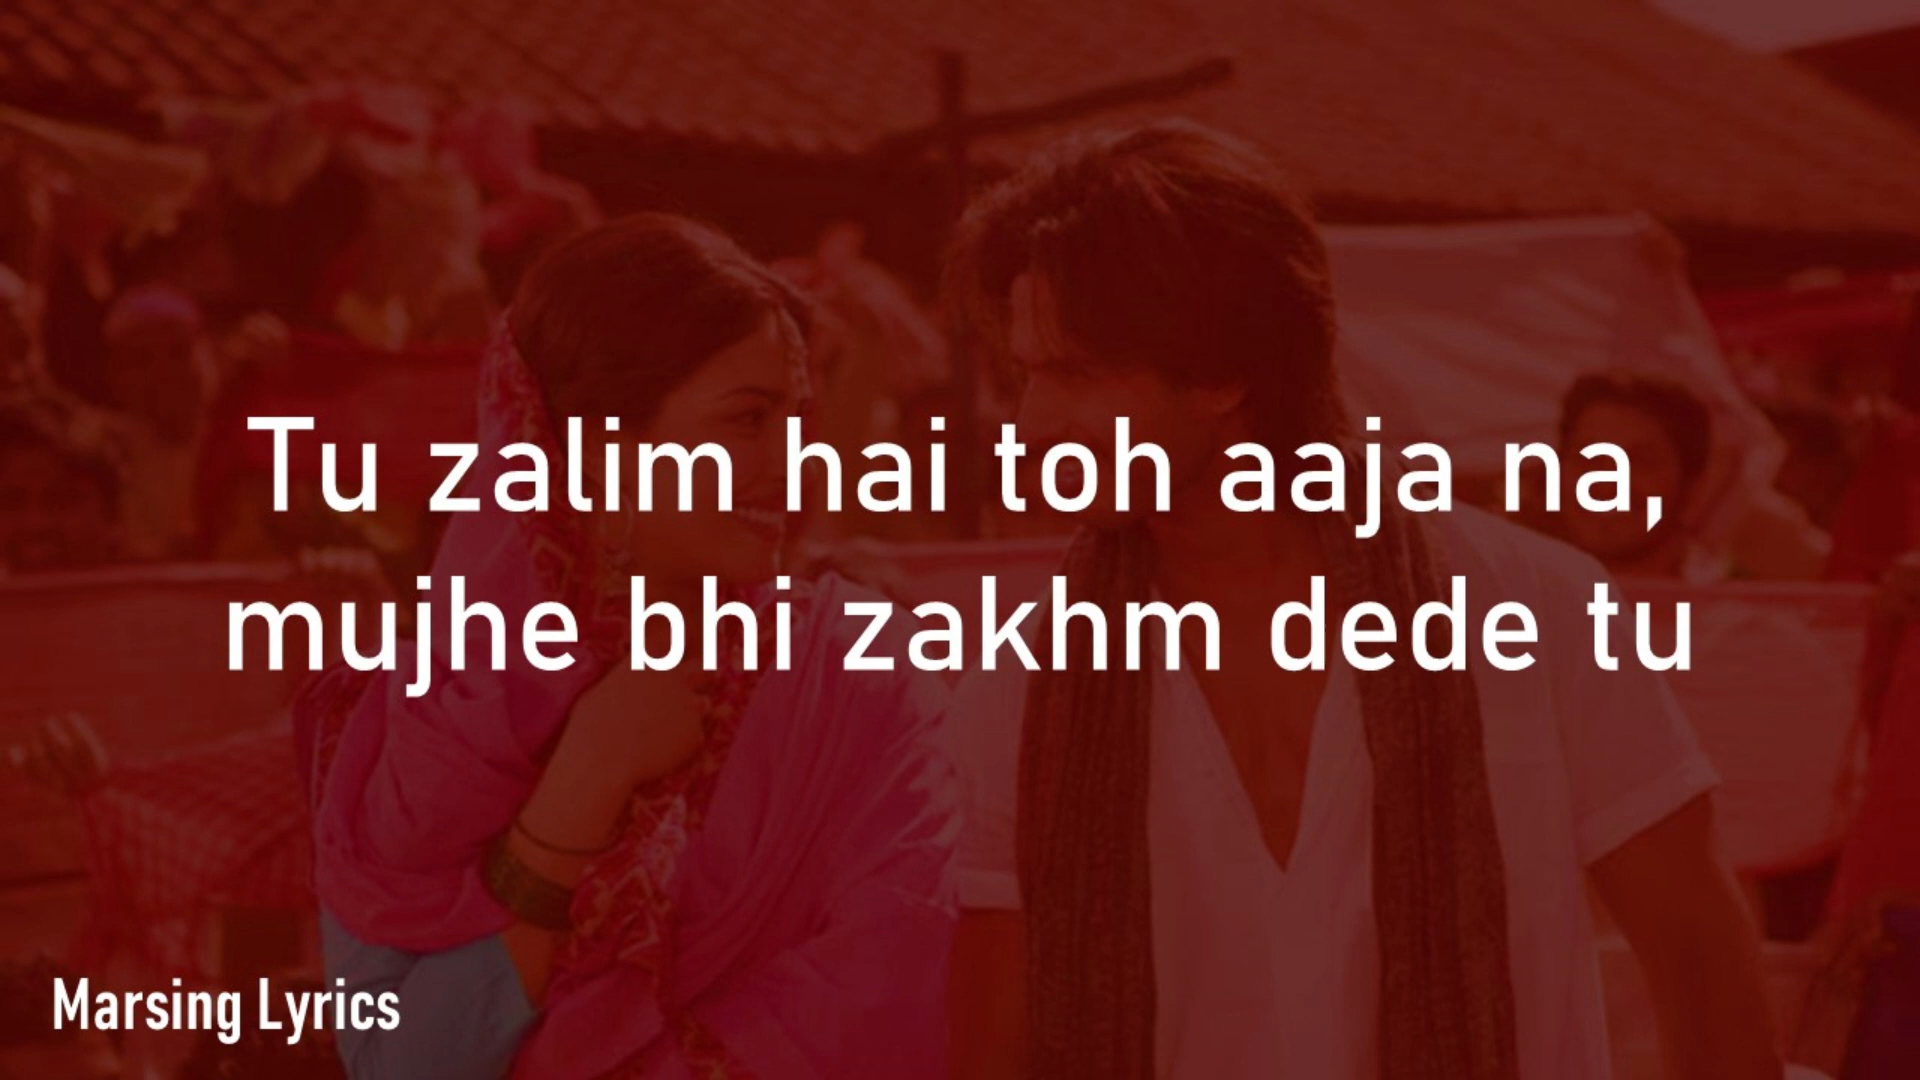 Tu zalim hai toh aaja na,
mujhe bhi zakhm dede tu
Marsing Lyrics